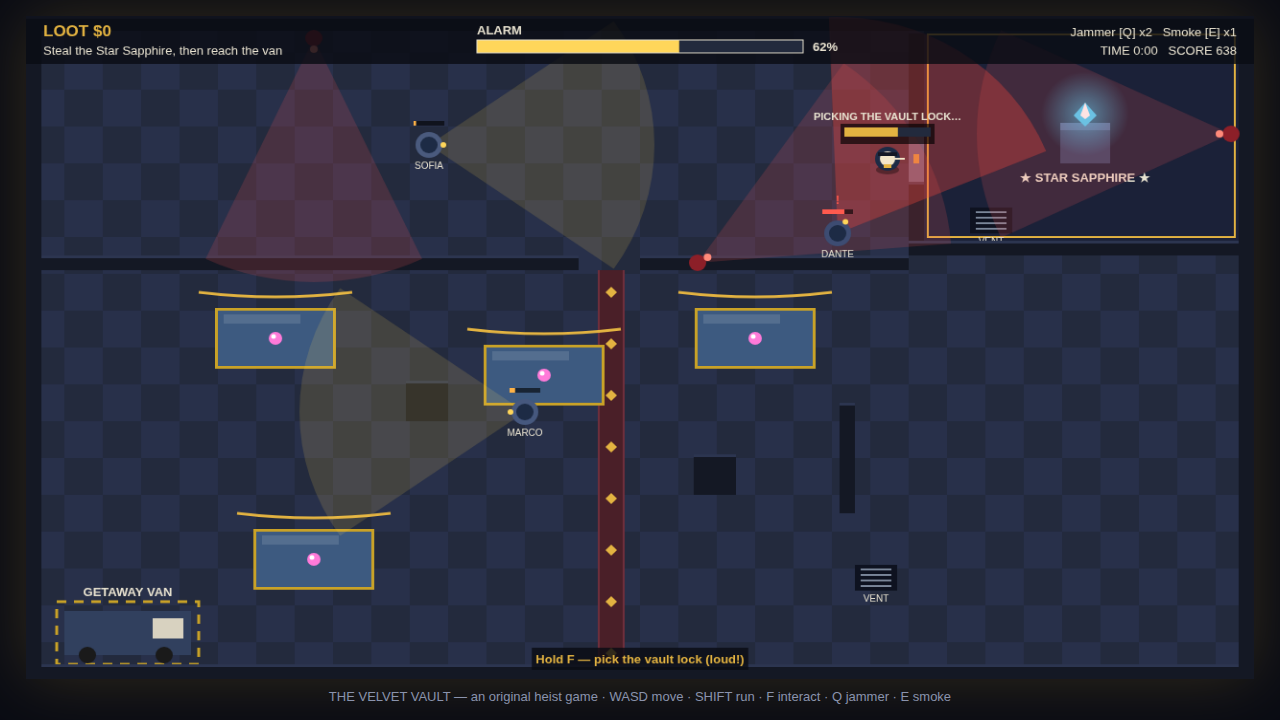 LOOT $0
Steal the Star Sapphire, then reach the van
ALARM
62%
Jammer [Q] x2 Smoke [E] x1
TIME 0:00 SCORE 638
PICKING THE VAULT LOCK…
SOFIA
★ STAR SAPPHIRE ★
!
DANTE
VENT
MARCO
VENT
GETAWAY VAN
Hold F — pick the vault lock (loud!)
THE VELVET VAULT — an original heist game · WASD move · SHIFT run · F interact · Q jammer · E smoke